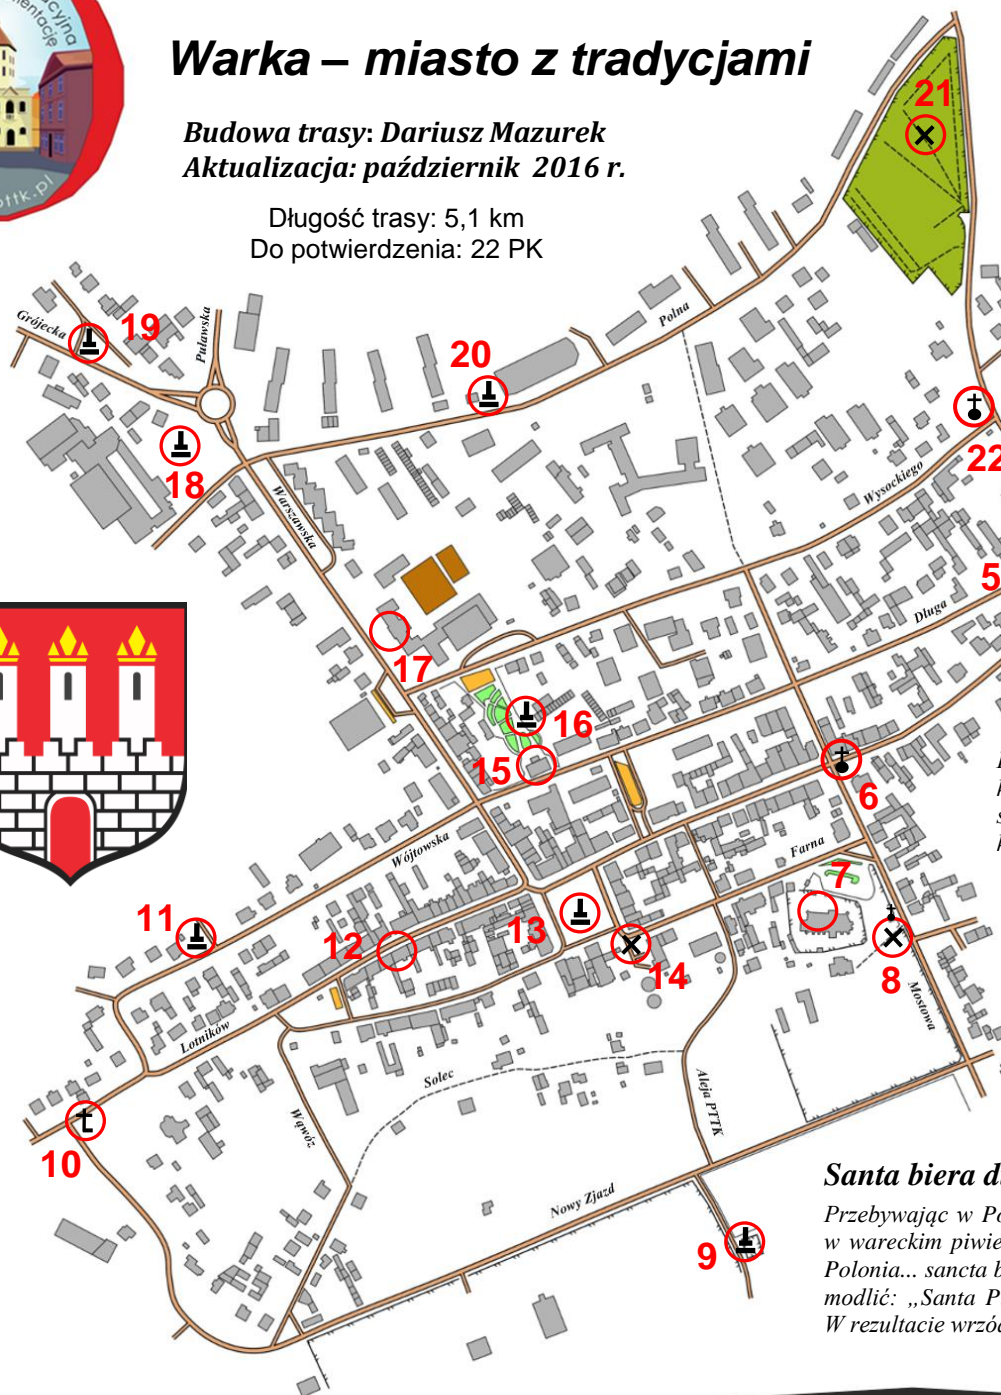 Warka – miasto z tradycjami
Budowa trasy: Dariusz Mazurek
Aktualizacja: październik 2016 r.
Długość trasy: 5,1 km
Do potwierdzenia: 22 PK
21
Grójecka
19
Puławska
20
Polna
18
22
Warszawska
Wysockiego
5
Długa
17
16
15
6
Wójtowska
Farna
7
11
12
13
14
8
Mostowa
Lotników
Solec
Aleja PTTK
Wąwóz
10
Nowy Zjazd
9
Santa biera d
Przebywając w Po
w wareckim piwie
Polonia... sancta b
modlić: „Santa P
W rezultacie wrzód